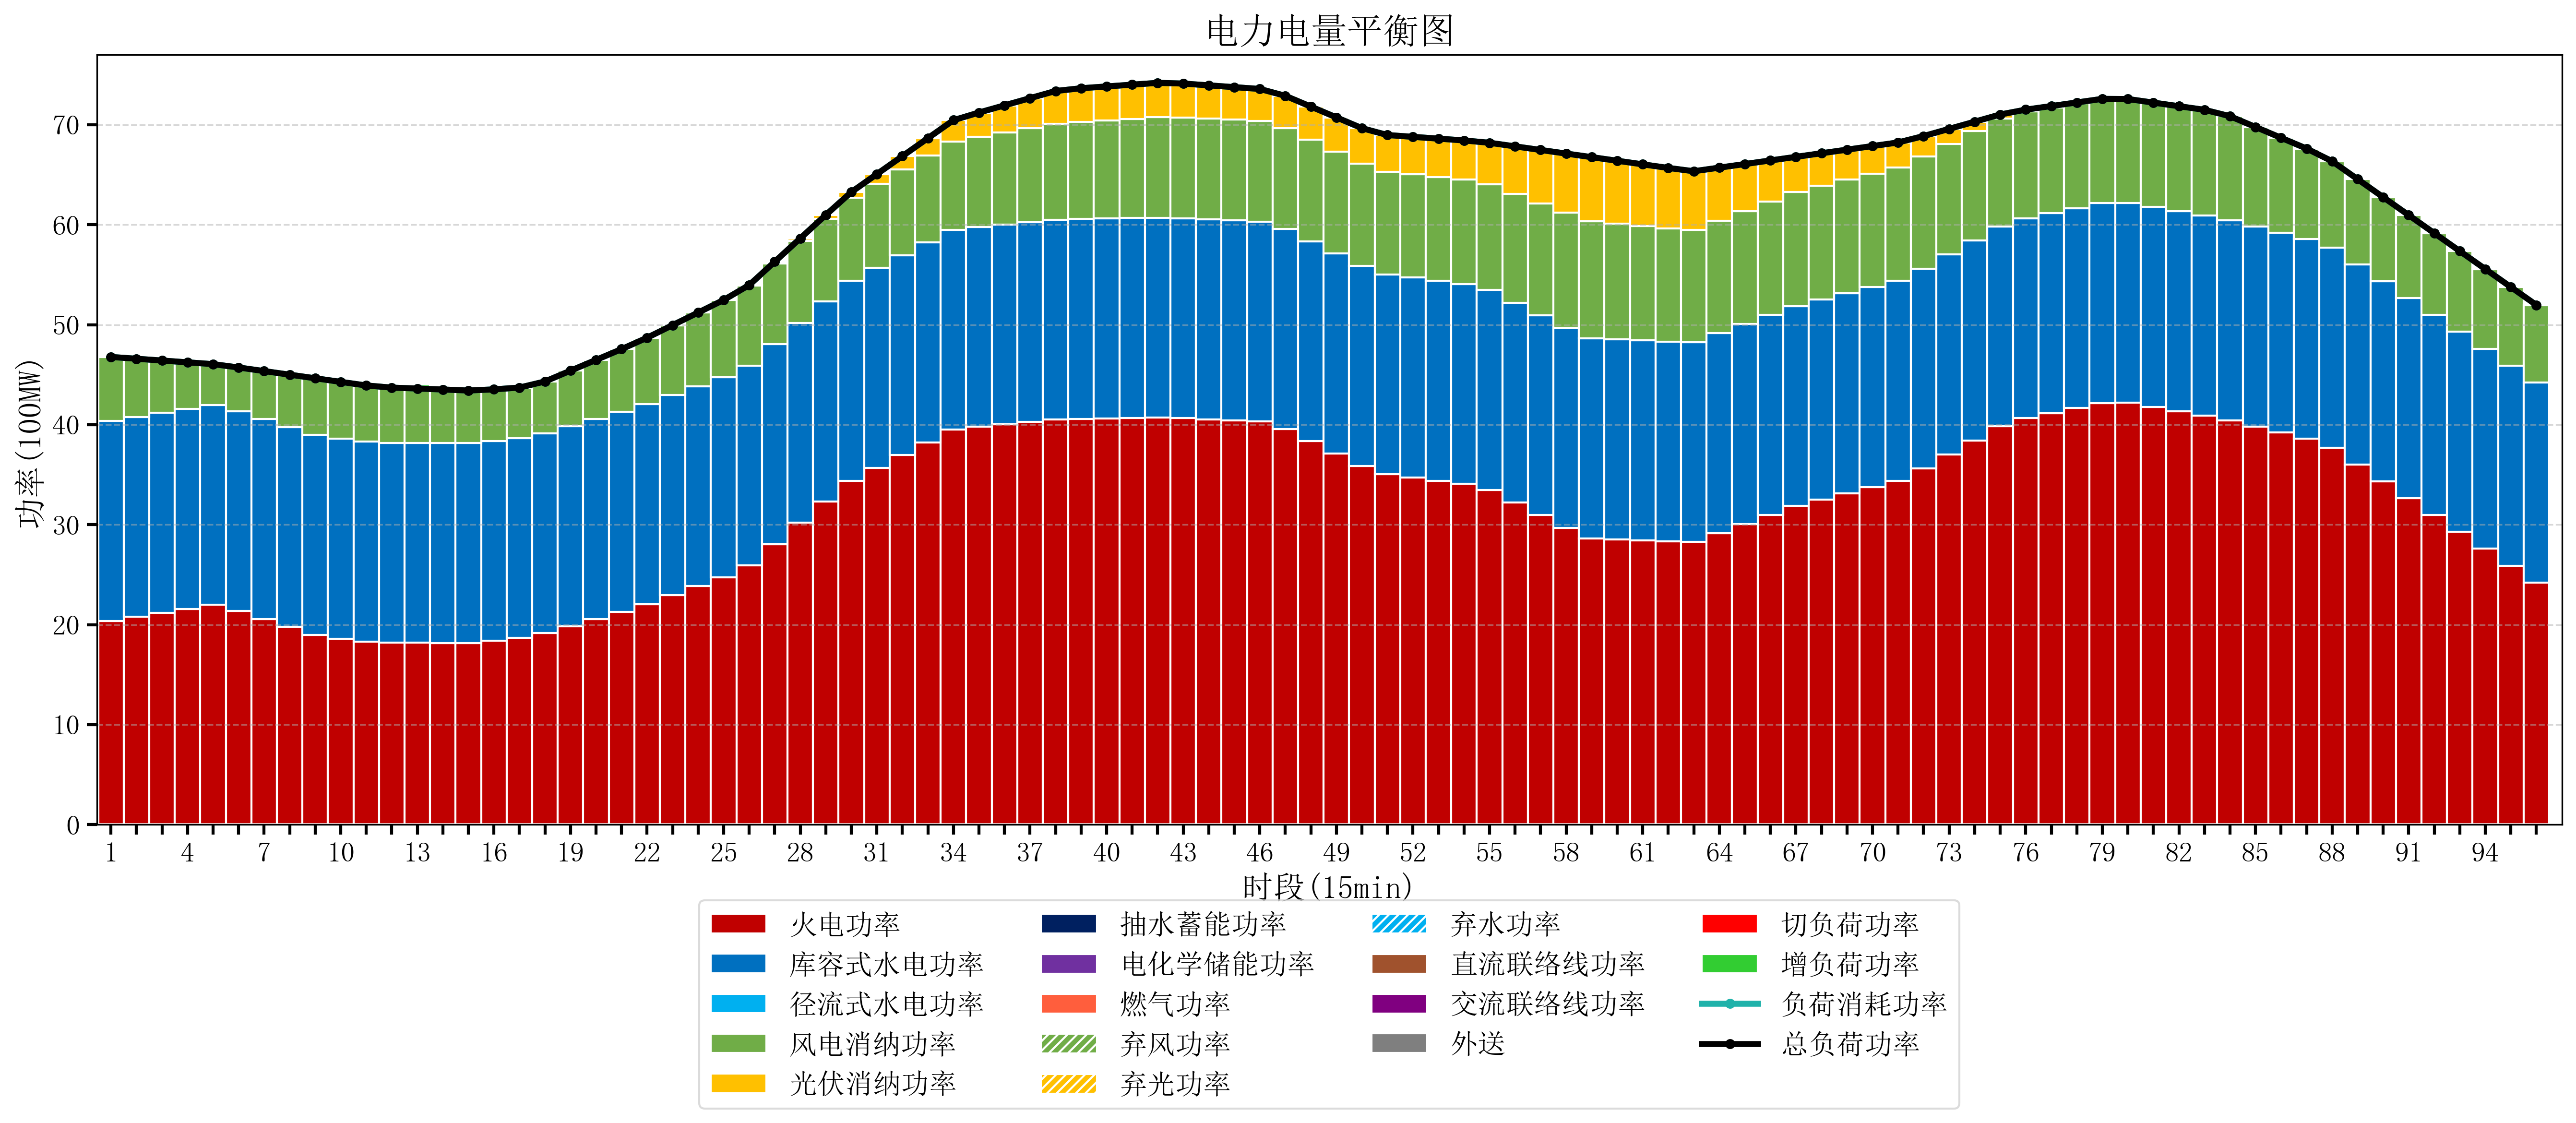 电力电量平衡图
功率(100MW)
70
60
50
40
30
20
10
0
1 4 7 10 13 16 19 22 25 28 31 34 37 40 43 46 49 52 55 58 61 64 67 70 73 76 79 82 85 88 91 94
时段(15min)
火电功率 抽水蓄能功率 弃水功率 切负荷功率
库容式水电功率 电化学储能功率 直流联络线功率 增负荷功率
径流式水电功率 燃气功率 交流联络线功率 负荷消耗功率
风电消纳功率 弃风功率 外送 总负荷功率
光伏消纳功率 弃光功率